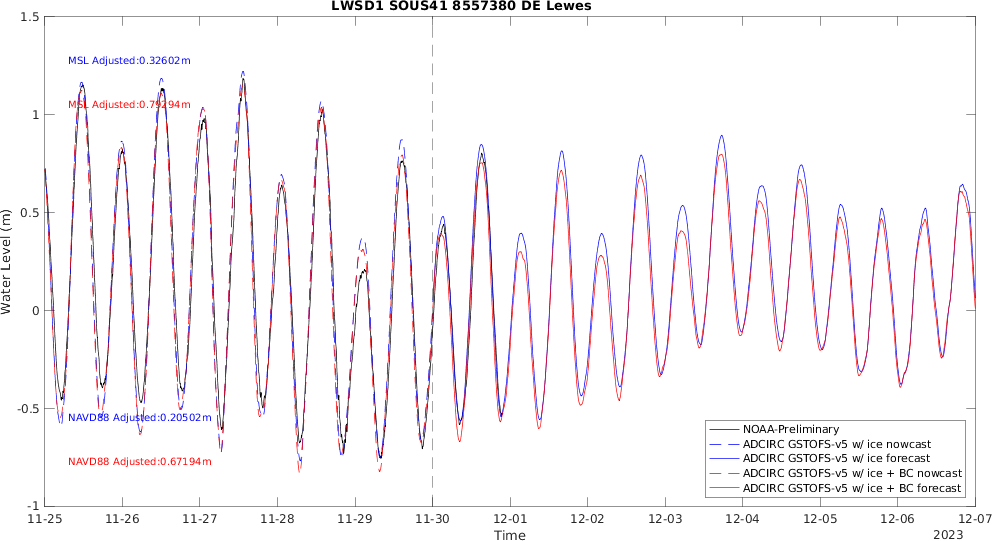 LWSD1 SOUS41 8557380 DE Lewes
1.5
1
0.5
0
-0.5
-1
Water Level (m)
MSL Adjusted:0.32602m
MSL Adjusted:0.79294m
NAVD88 Adjusted:0.20502m
NAVD88 Adjusted:0.67194m
NOAA-Preliminary
ADCIRC GSTOFS-v5 w/ ice nowcast
ADCIRC GSTOFS-v5 w/ ice forecast
ADCIRC GSTOFS-v5 w/ ice + BC nowcast
ADCIRC GSTOFS-v5 w/ ice + BC forecast
11-25 11-26 11-27 11-28 11-29 11-30 12-01 12-02 12-03 12-04 12-05 12-06 12-07
Time
2023